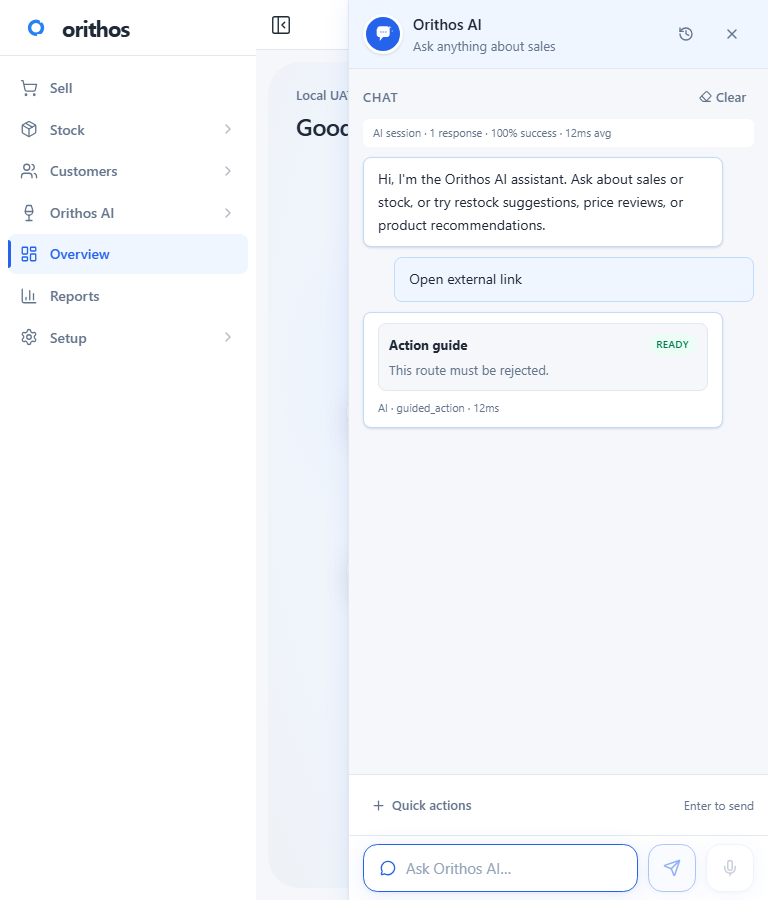 orithos
Sell
Stock
Customers
Orithos AI
Overview
Reports
Setup
Local UA
Good
Orithos AI
Ask anything about sales
CHAT
Clear
AI session · 1 response · 100% success · 12ms avg
Hi, I'm the Orithos AI assistant. Ask about sales or
stock, or try restock suggestions, price reviews, or
product recommendations.
Open external link
Action guide
READY
This route must be rejected.
AI · guided_action · 12ms
Quick actions
Enter to send
Ask Orithos AI...